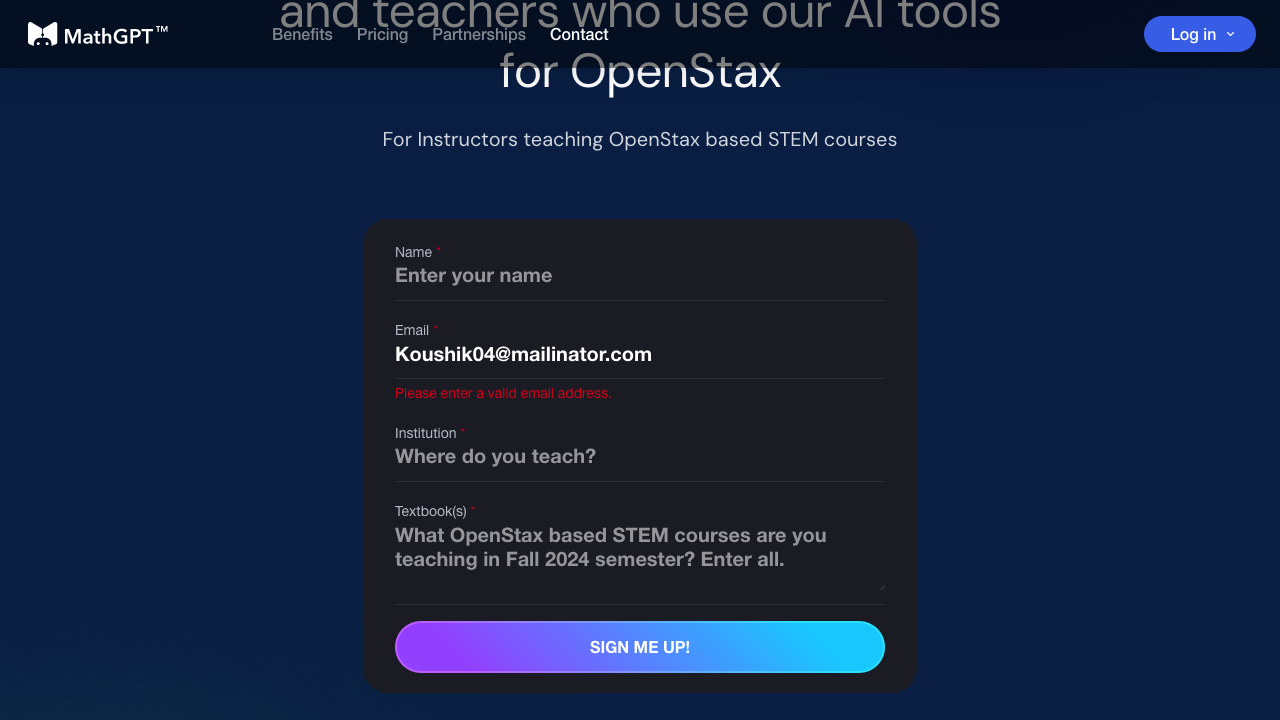 and teachers who use our AI tools
MathGPT™
Benefits
Pricing
Partnerships
Contact
Log in
for OpenStax
For Instructors teaching OpenStax based STEM courses
Name *
Enter your name
Email *
Koushik04@mailinator.com
Please enter a valid email address.
Institution *
Where do you teach?
Textbook(s) *
What OpenStax based STEM courses are you
teaching in Fall 2024 semester? Enter all.
SIGN ME UP!